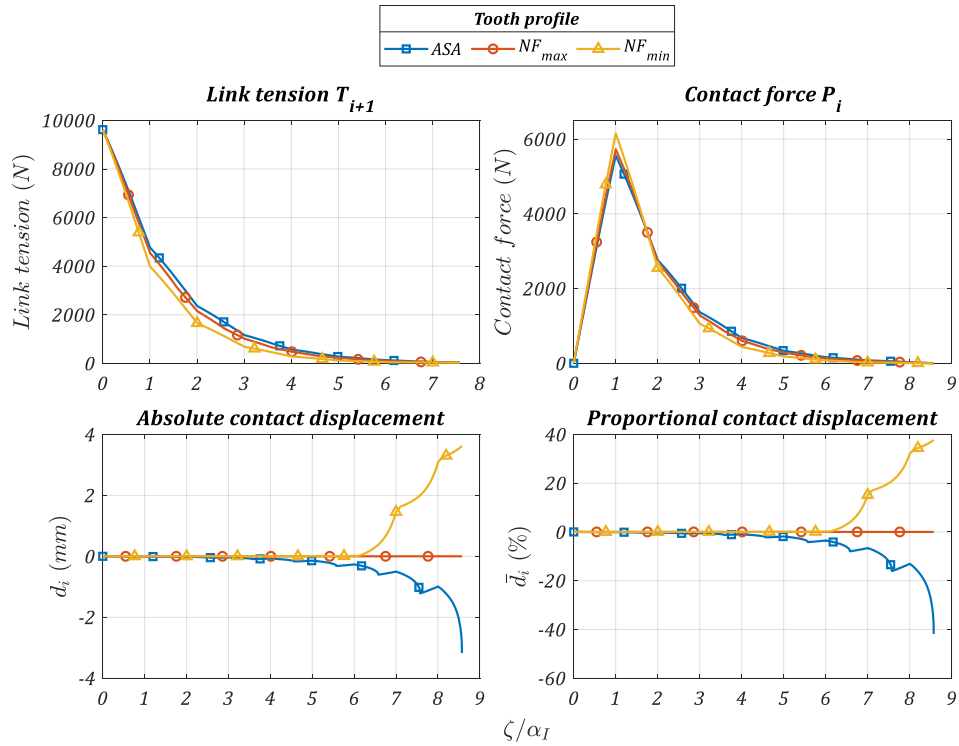 Tooth profile
ASA NF_max NF_min
Link tension T_{i+1}
Link tension (N)
10000
8000
6000
4000
2000
0
0 1 2 3 4 5 6 7 8
Contact force P_i
Contact force (N)
6000
4000
2000
0
0 1 2 3 4 5 6 7 8 9
Absolute contact displacement
d_i (mm)
4
2
0
-2
-4
0 1 2 3 4 5 6 7 8 9
Proportional contact displacement
d̅_i (%)
40
20
0
-20
-40
-60
0 1 2 3 4 5 6 7 8 9
ζ/α_I